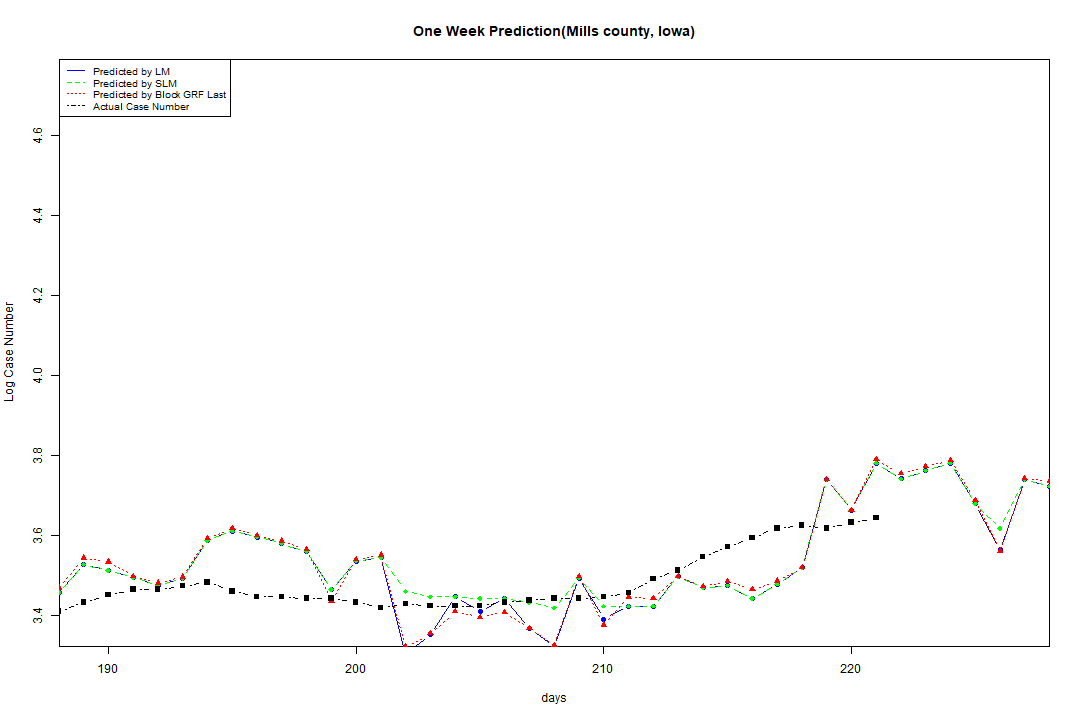 One Week Prediction(Mills county, Iowa)
Predicted by LM
Predicted by SLM
Predicted by Block GRF Last
Actual Case Number
Log Case Number
4.6
4.4
4.2
4.0
3.8
3.6
3.4
190 200 210 220
days